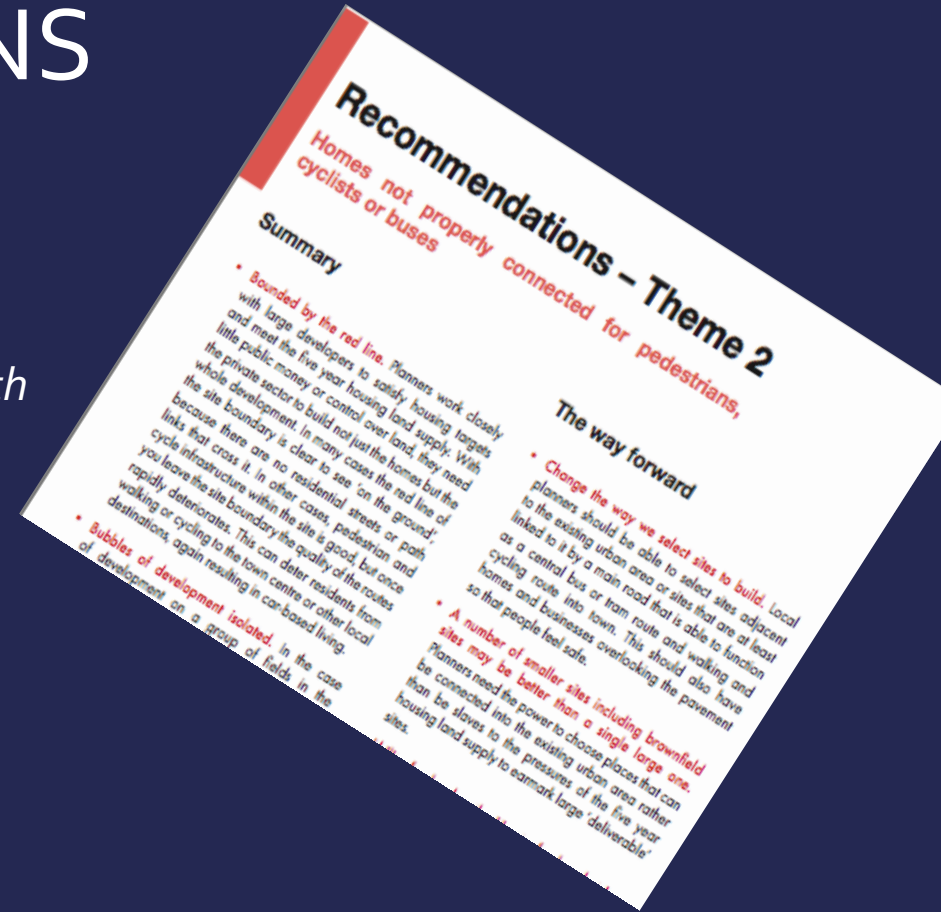 NS
th
Recommendations – Theme 2
Homes not properly connected for pedestrians,
cyclists or buses
Summary
• Bounded by the red line. Planners work closely
with large developers to satisfy housing targets
and meet the five year housing land supply. With
little public money or control over land, they need
the private sector to build not just the homes but the
whole development. In many cases the red line of
the site boundary is clear to see 'on the ground';
because there are no residential streets or path
links that cross it. In other cases, pedestrian and
cycle infrastructure within the site is good, but once
you leave the site boundary the quality of the routes
rapidly deteriorates. This can deter residents from
walking or cycling to the town centre or other local
destinations, again resulting in car-based living.
• Bubbles of development isolated. In the case
of development on a group of fields in the
The way forward
• Change the way we select sites to build. Local
planners should be able to select sites adjacent
to the existing urban area or sites that are at least
linked to it by a main road that is able to function
as a central bus or tram route and walking and
cycling route into town. This should also have
homes and businesses overlooking the pavement
so that people feel safe.
• A number of smaller sites including brownfield
sites may be better than a single large one.
Planners need the power to choose places that can
be connected into the existing urban area rather
than be slaves to the pressures of the five year
housing land supply to earmark large 'deliverable'
sites.